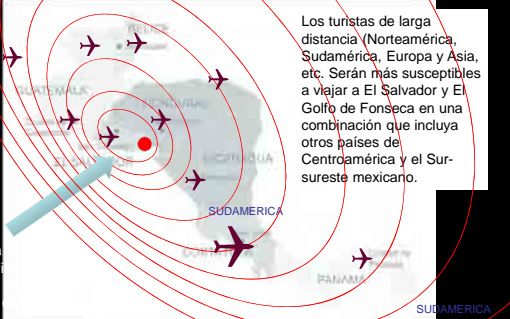 BELICE
Los turistas de larga
distancia (Norteamérica,
Sudamérica, Europa y Asia,
etc. Serán más susceptibles
a viajar a El Salvador y El
Golfo de Fonseca en una
combinación que incluya
otros países de
Centroamérica y el Sur-
sureste mexicano.
GUATEMALA
HONDURAS
EL SALVADOR
NICARAGUA
SUDAMERICA
COSTA RICA
PANAMA
SUDAMERICA